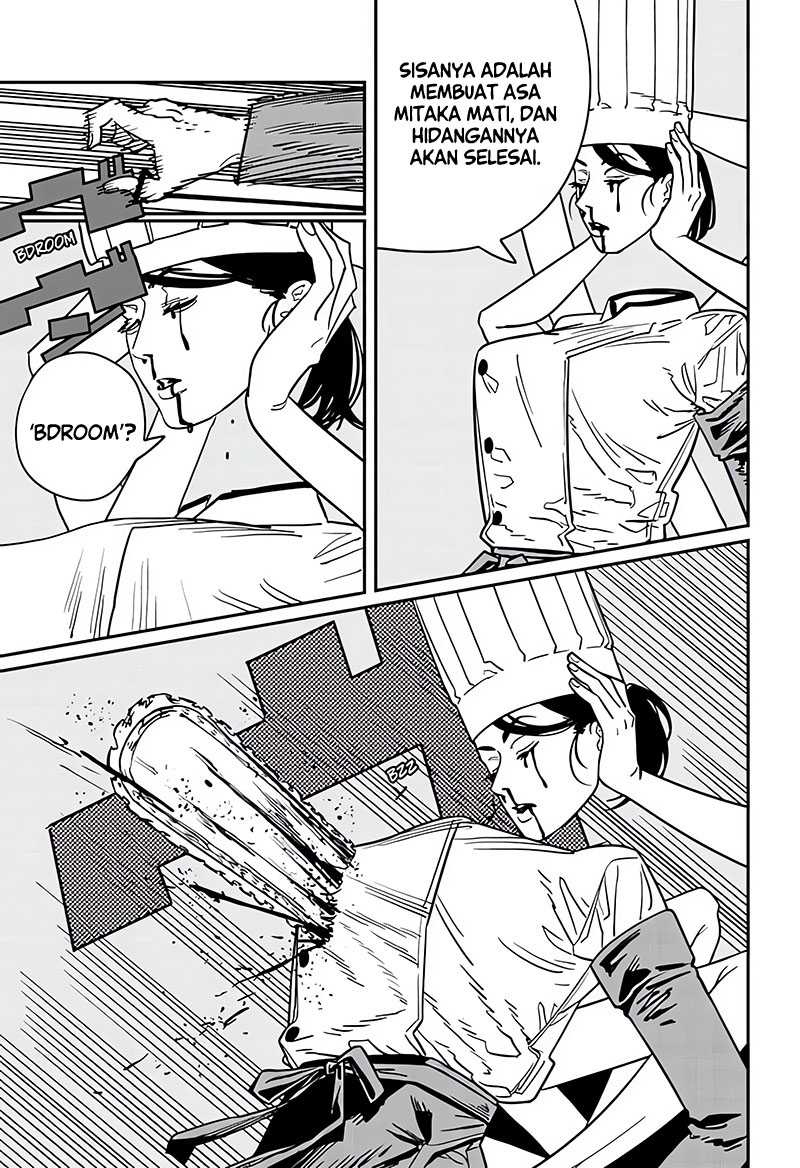 SISANYA ADALAH
MEMBUAT ASA
MITAKA MATI, DAN
HIDANGANNYA
AKAN SELESAI.
BDROOM
'BDROOM'?
BZZ